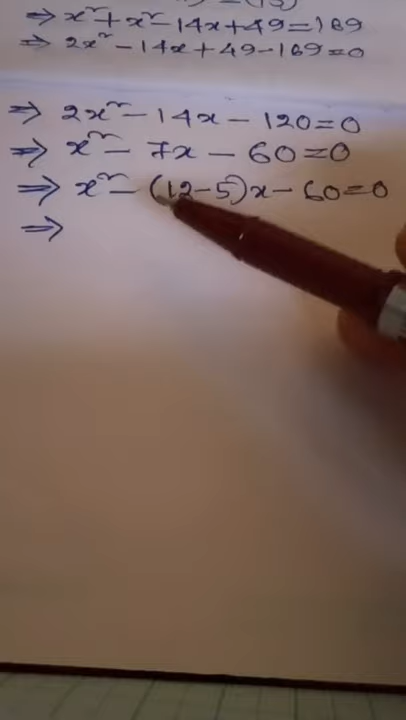 ⇒ x² + x² - 14x + 49 = 169
⇒ 2x² - 14x + 49 - 169 = 0
⇒ 2x² - 14x - 120 = 0
⇒ x² - 7x - 60 = 0
⇒ x² - (12-5)x - 60 = 0
⇒